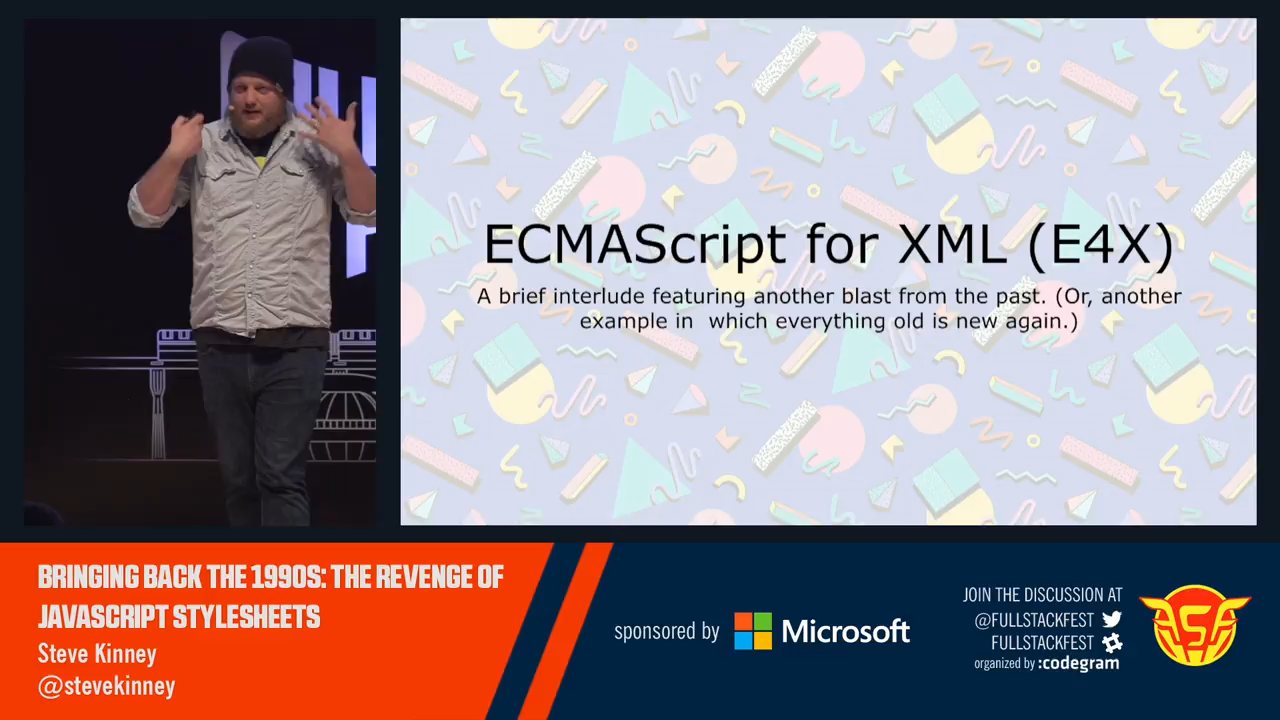 ECMAScript for XML (E4X)
A brief interlude featuring another blast from the past. (Or, another
example in which everything old is new again.)
BRINGING BACK THE 1990S: THE REVENGE OF
JAVASCRIPT STYLESHEETS
Steve Kinney
@stevekinney
sponsored by Microsoft
JOIN THE DISCUSSION AT
@FULLSTACKFEST
FULLSTACKFEST
organized by :codegram
FSF